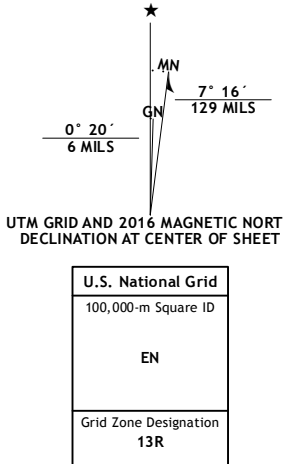 MN
GN
7° 16´
129 MILS
0° 20´
6 MILS
UTM GRID AND 2016 MAGNETIC NORT
DECLINATION AT CENTER OF SHEET
U.S. National Grid
100,000-m Square ID
EN
Grid Zone Designation
13R